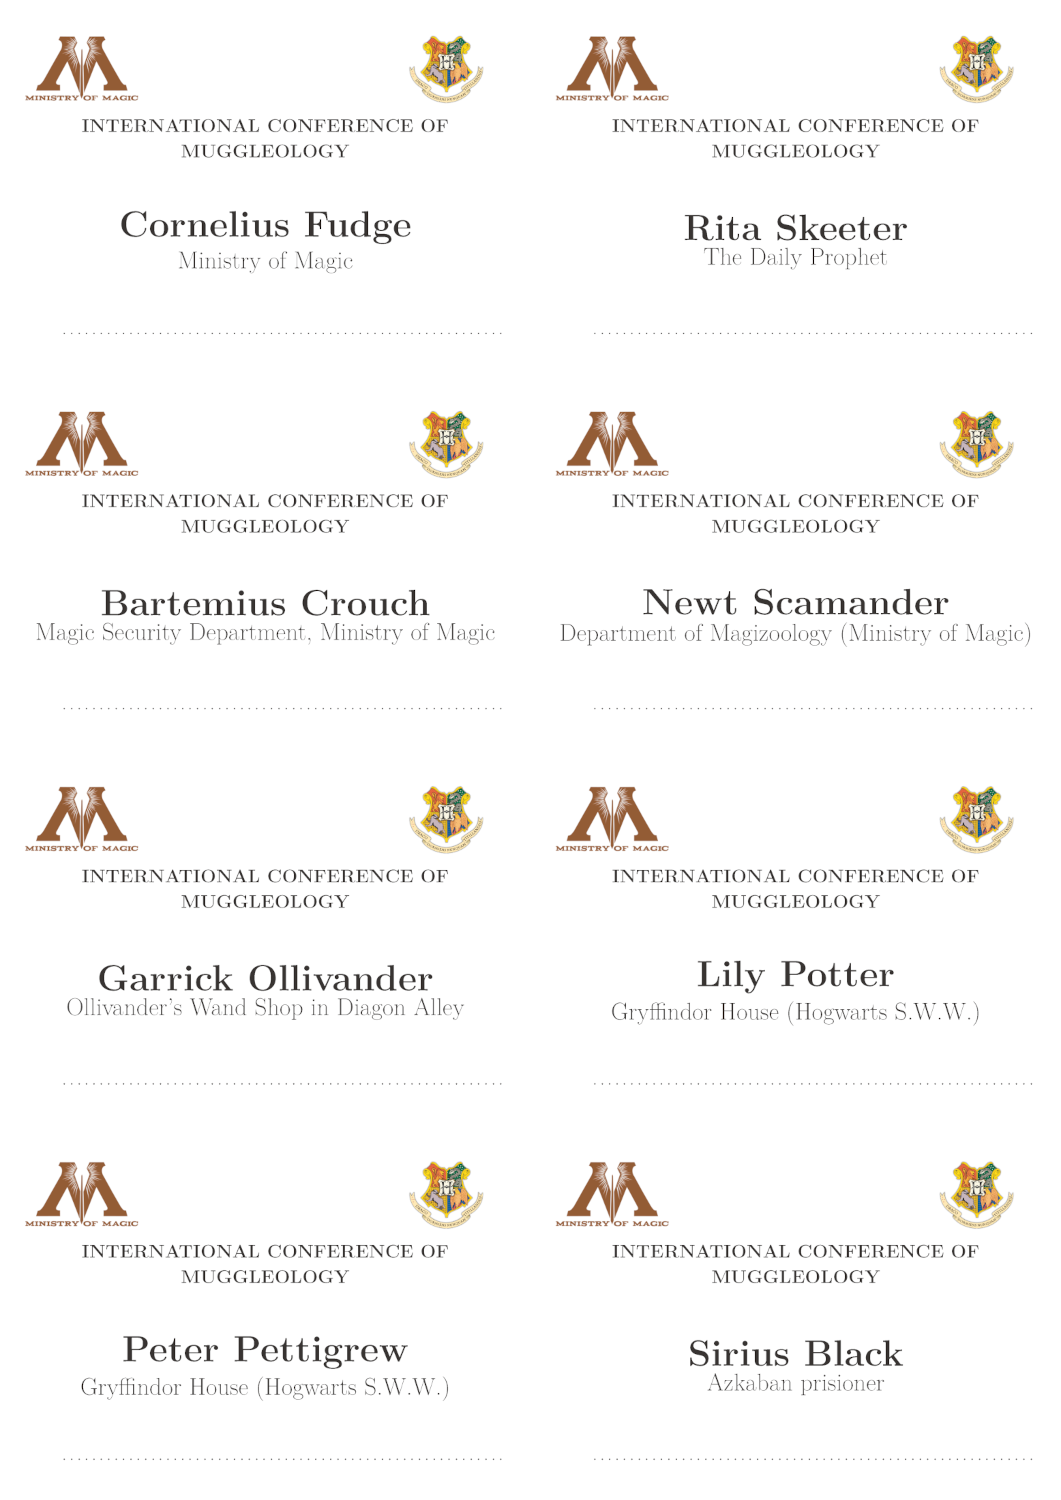 MINISTRY OF MAGIC
INTERNATIONAL CONFERENCE OF
MUGGLEOLOGY
Cornelius Fudge
Ministry of Magic
MINISTRY OF MAGIC
INTERNATIONAL CONFERENCE OF
MUGGLEOLOGY
Rita Skeeter
The Daily Prophet
MINISTRY OF MAGIC
INTERNATIONAL CONFERENCE OF
MUGGLEOLOGY
Bartemius Crouch
Magic Security Department, Ministry of Magic
MINISTRY OF MAGIC
INTERNATIONAL CONFERENCE OF
MUGGLEOLOGY
Newt Scamander
Department of Magizoology (Ministry of Magic)
MINISTRY OF MAGIC
INTERNATIONAL CONFERENCE OF
MUGGLEOLOGY
Garrick Ollivander
Ollivander's Wand Shop in Diagon Alley
MINISTRY OF MAGIC
INTERNATIONAL CONFERENCE OF
MUGGLEOLOGY
Lily Potter
Gryffindor House (Hogwarts S.W.W.)
MINISTRY OF MAGIC
INTERNATIONAL CONFERENCE OF
MUGGLEOLOGY
Peter Pettigrew
Gryffindor House (Hogwarts S.W.W.)
MINISTRY OF MAGIC
INTERNATIONAL CONFERENCE OF
MUGGLEOLOGY
Sirius Black
Azkaban prisioner